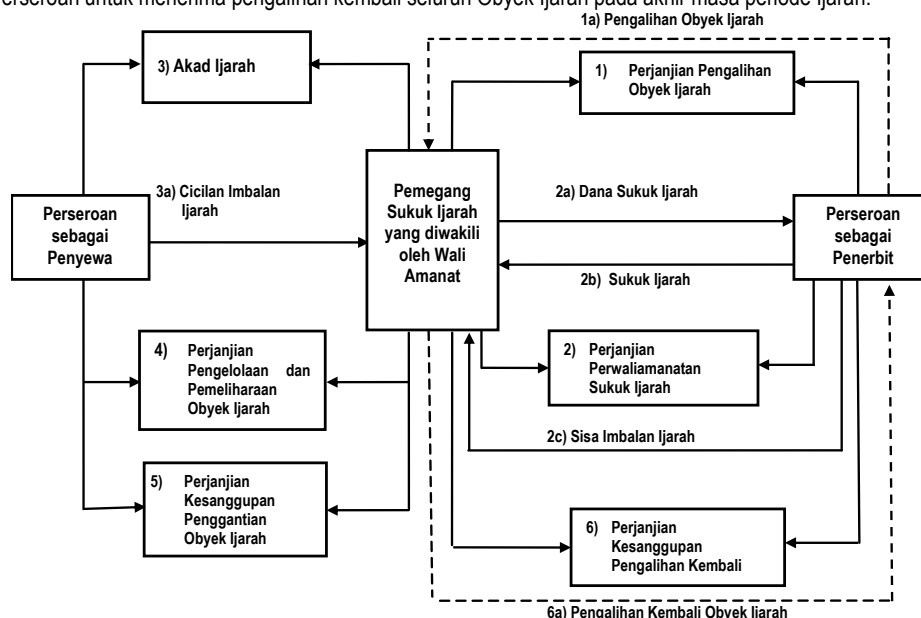 Perseroan untuk menerima pengalihan kembali seluruh Obyek Ijarah pada akhir masa periode Ijarah.
1a) Pengalihan Obyek Ijarah
3) Akad Ijarah
1) Perjanjian Pengalihan
Obyek Ijarah
3a) Cicilan Imbalan
Ijarah
Perseroan
sebagai
Penyewa
Pemegang
Sukuk Ijarah
yang diwakili
oleh Wali
Amanat
2a) Dana Sukuk Ijarah
2b) Sukuk Ijarah
Perseroan
sebagai
Penerbit
4) Perjanjian
Pengelolaan dan
Pemeliharaan
Obyek Ijarah
2) Perjanjian
Perwaliamanatan
Sukuk Ijarah
2c) Sisa Imbalan Ijarah
5) Perjanjian
Kesanggupan
Penggantian
Obyek Ijarah
6) Perjanjian
Kesanggupan
Pengalihan Kembali
6a) Pengalihan Kembali Obyek Ijarah